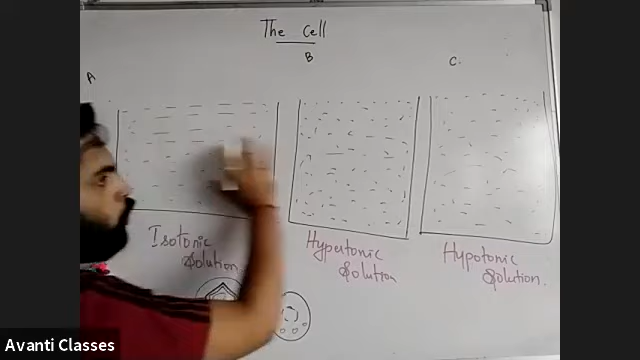 The Cell
A
B
C.
Isotonic
Solution
Hypertonic
Solution
Hypotonic
Solution.
Avanti Classes